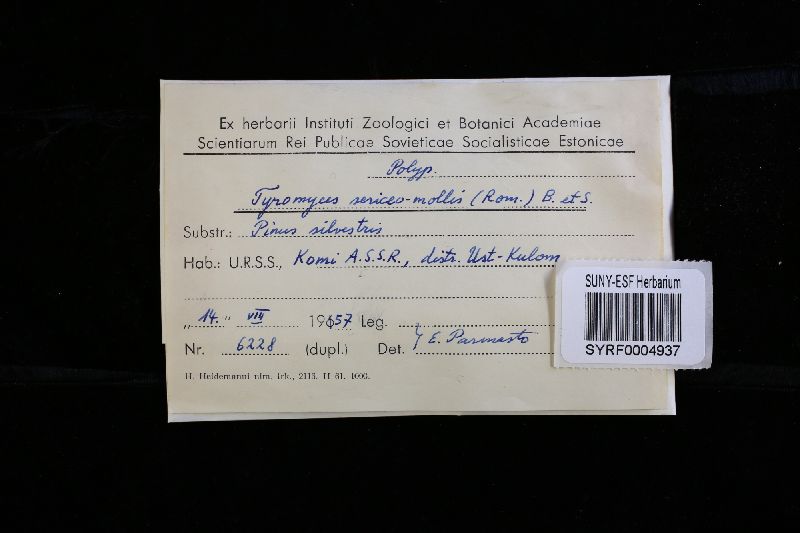 Ex herbarii Instituti Zoologici et Botanici Academiae
Scientiarum Rei Publicae Sovieticae Socialisticae Estonicae
Polyp.
Tyromyces sericeo-mollis (Rom.) B. et S.
Substr.: Pinus silvestris
Hab.: U.R.S.S., Komi A.S.S.R., distr. Ust-Kulom
„14.“ VIII 1957 Leg.
Nr. 6228 (dupl.) Det. E. Parmasto
H. Heidemanni nim. trk., 2115. II 61. 1000.
SUNY-ESF Herbarium
SYRF0004937